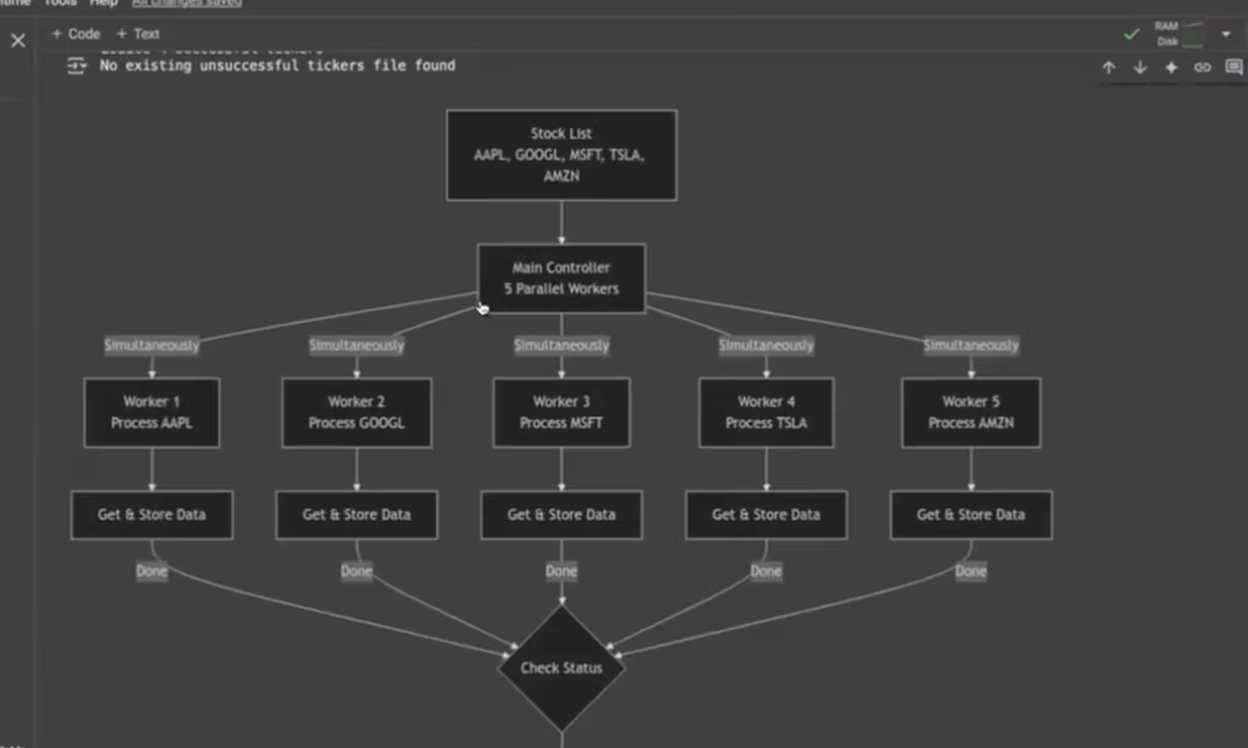 Tools Help All changes saved
+ Code + Text
RAM
Disk
No existing unsuccessful tickers file found
Stock List
AAPL, GOOGL, MSFT, TSLA,
AMZN
Main Controller
5 Parallel Workers
Simultaneously Simultaneously Simultaneously Simultaneously Simultaneously
Worker 1 Worker 2 Worker 3 Worker 4 Worker 5
Process AAPL Process GOOGL Process MSFT Process TSLA Process AMZN
Get & Store Data Get & Store Data Get & Store Data Get & Store Data Get & Store Data
Done Done Done Done Done
Check Status